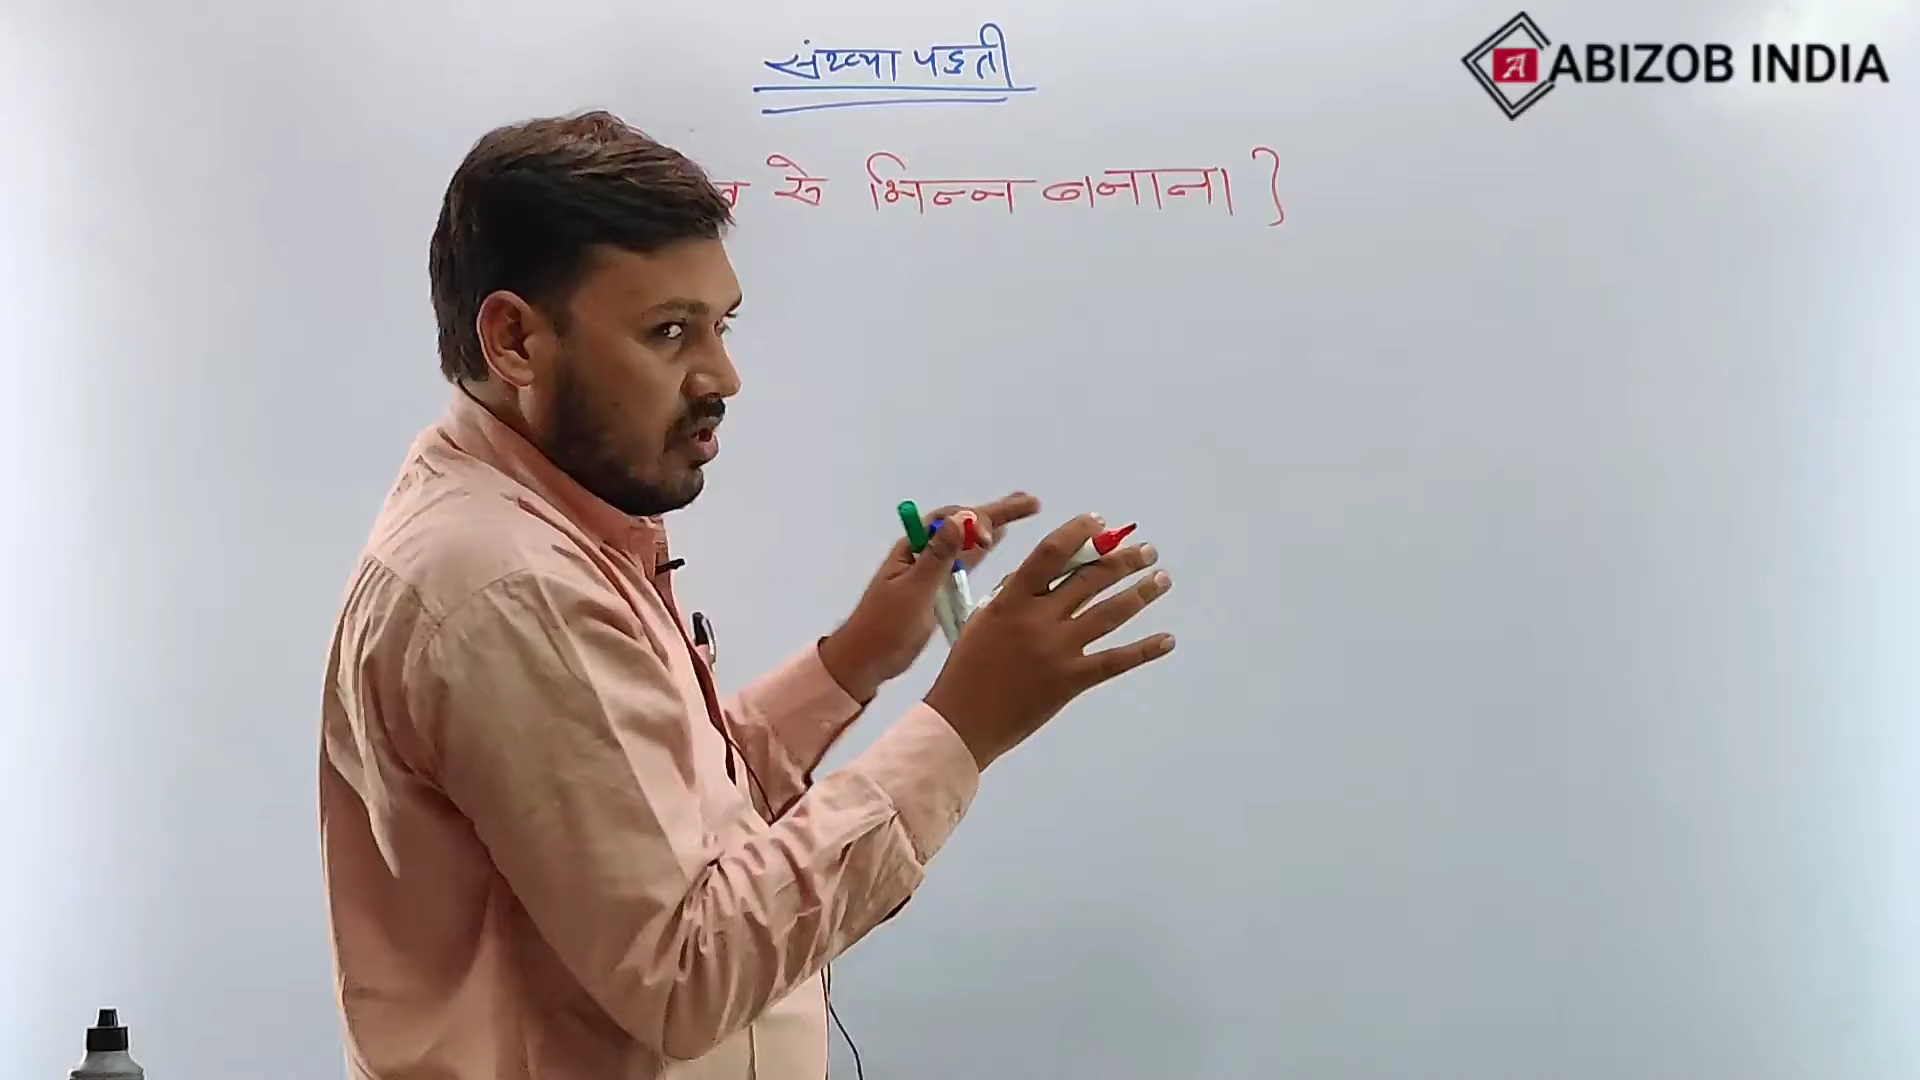 संख्या पद्धती
ABIZOB INDIA
से भिन्न बनाना }